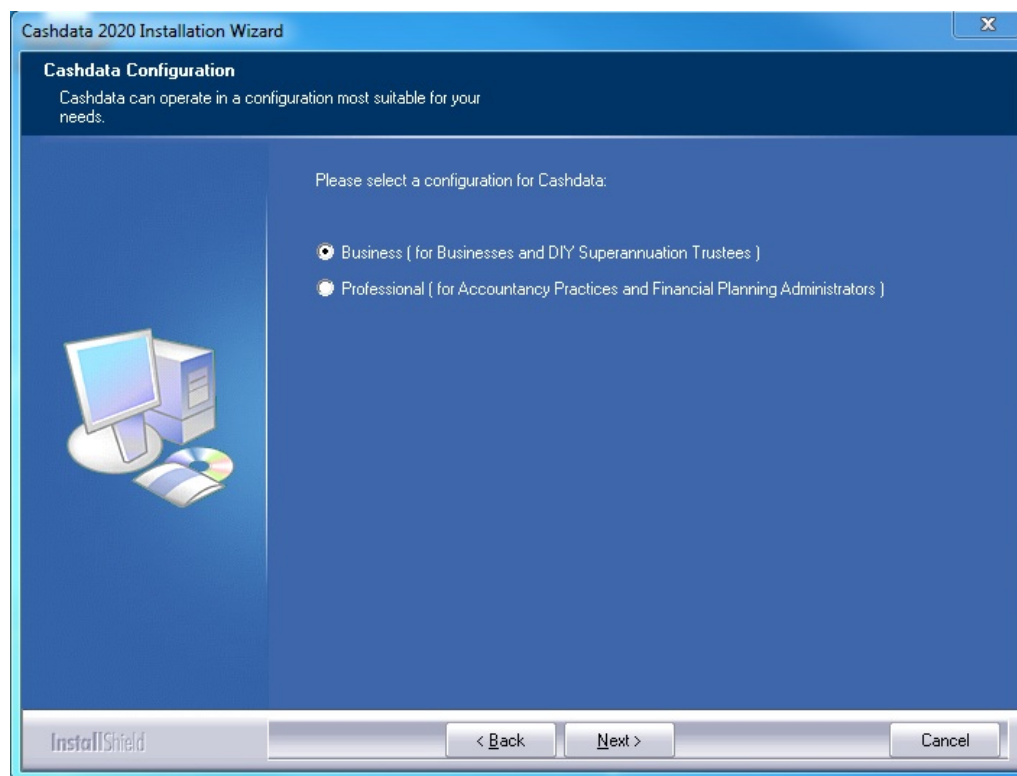 Cashdata 2020 Installation Wizard
Cashdata Configuration
Cashdata can operate in a configuration most suitable for your
needs.
Please select a configuration for Cashdata:
Business ( for Businesses and DIY Superannuation Trustees )
Professional ( for Accountancy Practices and Financial Planning Administrators )
InstallShield
< Back Next > Cancel